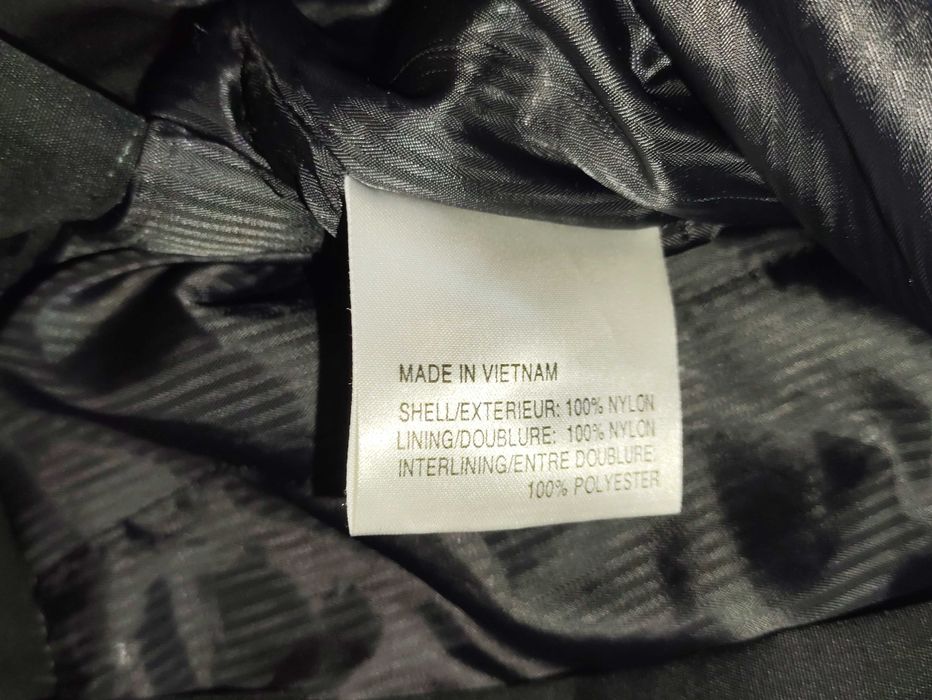 MADE IN VIETNAM
SHELL/EXTERIEUR: 100% NYLON
LINING/DOUBLURE: 100% NYLON
INTERLINING/ENTRE DOUBLURE:
100% POLYESTER